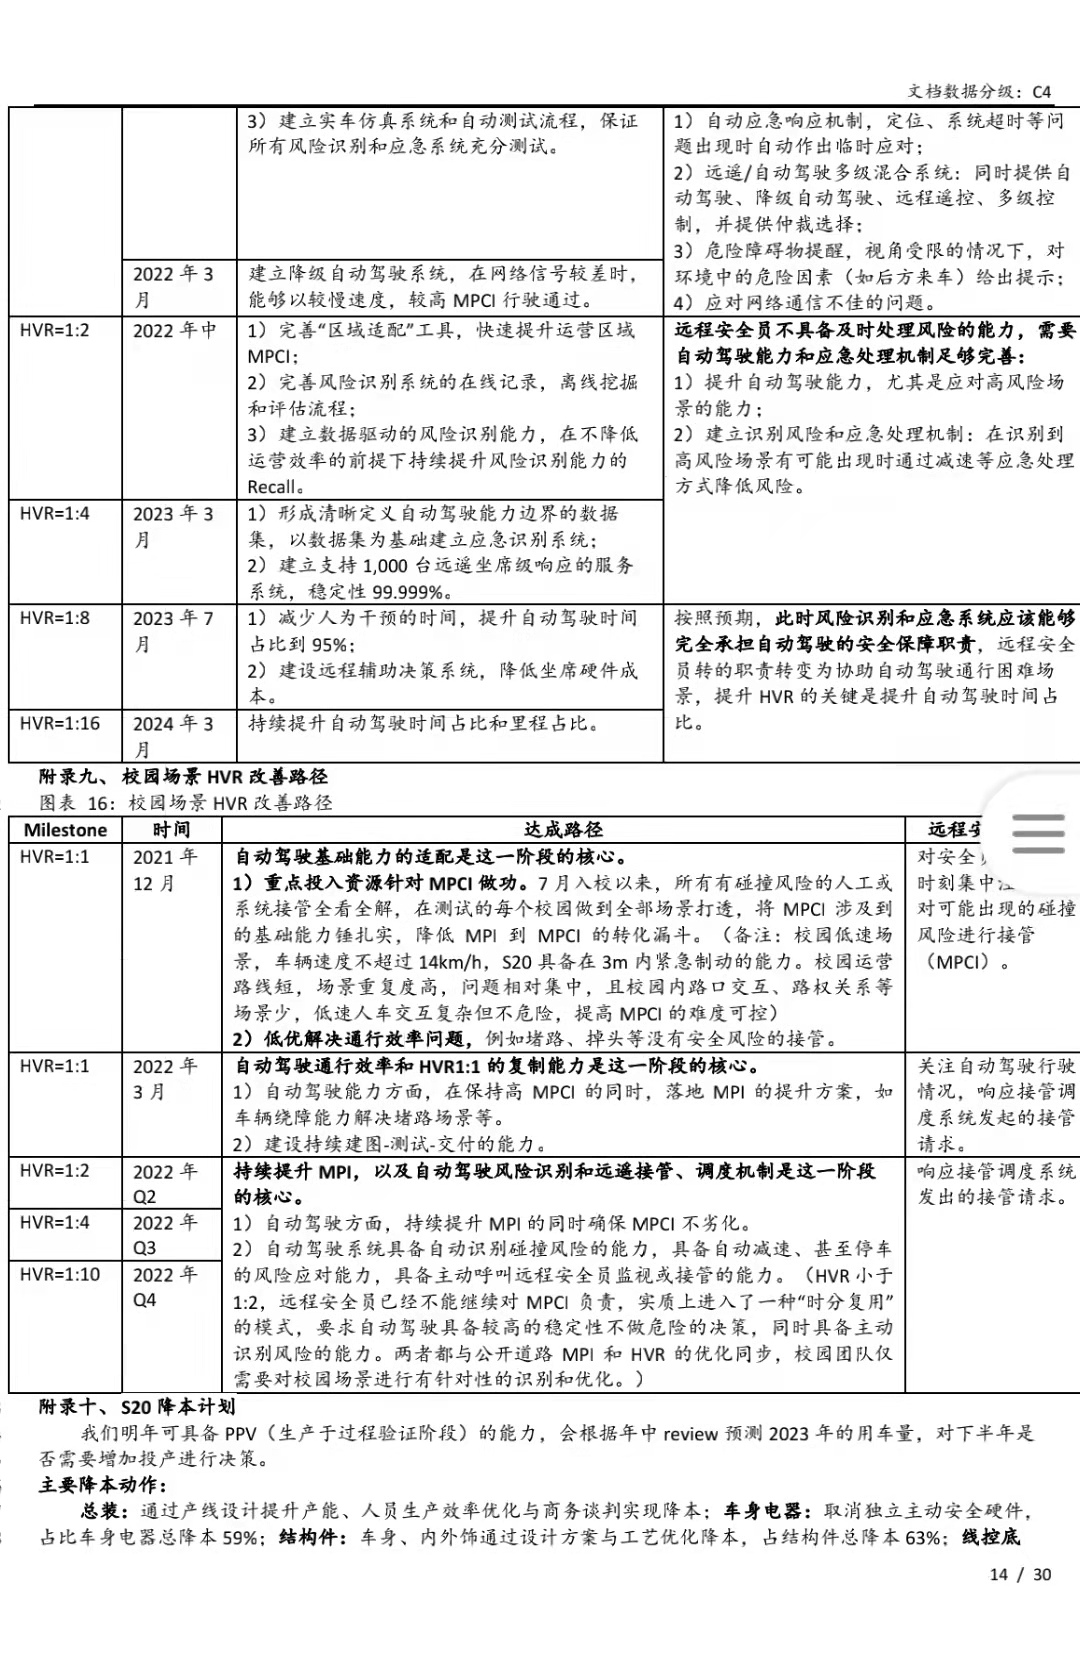 文档数据分级：C4
3）建立实车仿真系统和自动测试流程，保证
所有风险识别和应急系统充分测试。
1）自动应急响应机制，定位、系统超时等问
题出现时自动作出临时应对；
2）远遥/自动驾驶多级混合系统：同时提供自
动驾驶、降级自动驾驶、远程遥控、多级控
制，并提供仲裁选择；
3）危险障碍物提醒，视角受限的情况下，对
环境中的危险因素（如后方来车）给出提示；
4）应对网络通信不佳的问题。
2022 年 3
月
建立降级自动驾驶系统，在网络信号较差时，
能够以较慢速度，较高 MPCI 行驶通过。
HVR=1:2
2022 年中
1）完善“区域适配”工具，快速提升运营区域
MPCI；
2）完善风险识别系统的在线记录，离线挖掘
和评估流程；
3）建立数据驱动的风险识别能力，在不降低
运营效率的前提下持续提升风险识别能力的
Recall。
远程安全员不具备及时处理风险的能力，需要
自动驾驶能力和应急处理机制足够完善：
1）提升自动驾驶能力，尤其是应对高风险场
景的能力；
2）建立识别风险和应急处理机制：在识别到
高风险场景有可能出现时通过减速等应急处理
方式降低风险。
HVR=1:4
2023 年 3
月
1）形成清晰定义自动驾驶能力边界的数据
集，以数据集为基础建立应急识别系统；
2）建立支持 1,000 台远遥坐席级响应的服务
系统，稳定性 99.999%。
HVR=1:8
2023 年 7
月
1）减少人为干预的时间，提升自动驾驶时间
占比到 95%；
2）建设远程辅助决策系统，降低坐席硬件成
本。
按照预期，此时风险识别和应急系统应该能够
完全承担自动驾驶的安全保障职责，远程安全
员转的职责转变为协助自动驾驶通行困难场
景，提升 HVR 的关键是提升自动驾驶时间占
比。
HVR=1:16
2024 年 3
月
持续提升自动驾驶时间占比和里程占比。
附录九、校园场景 HVR 改善路径
图表 16：校园场景 HVR 改善路径
Milestone
时间
达成路径
远程安
HVR=1:1
2021 年
12 月
自动驾驶基础能力的适配是这一阶段的核心。
1）重点投入资源针对 MPCI 做功。7 月入校以来，所有有碰撞风险的人工或
系统接管全看全解，在测试的每个校园做到全部场景打透，将 MPCI 涉及到
的基础能力锤扎实，降低 MPI 到 MPCI 的转化漏斗。（备注：校园低速场
景，车辆速度不超过 14km/h，S20 具备在 3m 内紧急制动的能力。校园运营
路线短，场景重复度高，问题相对集中，且校园内路口交互、路权关系等
场景少，低速人车交互复杂但不危险，提高 MPCI 的难度可控）
2）低优解决通行效率问题，例如堵路、掉头等没有安全风险的接管。
对安全
时刻集中
对可能出现的碰撞
风险进行接管
（MPCI）。
HVR=1:1
2022 年
3 月
自动驾驶通行效率和 HVR1:1 的复制能力是这一阶段的核心。
1）自动驾驶能力方面，在保持高 MPCI 的同时，落地 MPI 的提升方案，如
车辆绕障能力解决堵路场景等。
2）建设持续建图-测试-交付的能力。
关注自动驾驶行驶
情况，响应接管调
度系统发起的接管
请求。
HVR=1:2
2022 年
Q2
持续提升 MPI，以及自动驾驶风险识别和远遥接管、调度机制是这一阶段
的核心。
响应接管调度系统
发出的接管请求。
HVR=1:4
2022 年
Q3
1）自动驾驶方面，持续提升 MPI 的同时确保 MPCI 不劣化。
2）自动驾驶系统具备自动识别碰撞风险的能力，具备自动减速、甚至停车
HVR=1:10
2022 年
Q4
的风险应对能力，具备主动呼叫远程安全员监视或接管的能力。（HVR 小于
1:2，远程安全员已经不能继续对 MPCI 负责，实质上进入了一种“时分复用”
的模式，要求自动驾驶具备较高的稳定性不做危险的决策，同时具备主动
识别风险的能力。两者都与公开道路 MPI 和 HVR 的优化同步，校园团队仅
需要对校园场景进行有针对性的识别和优化。）
附录十、S20 降本计划
我们明年可具备 PPV（生产于过程验证阶段）的能力，会根据年中 review 预测 2023 年的用车量，对下半年是
否需要增加投产进行决策。
主要降本动作：
总装：通过产线设计提升产能、人员生产效率优化与商务谈判实现降本；车身电器：取消独立主动安全硬件，
占比车身电器总降本 59%；结构件：车身、内外饰通过设计方案与工艺优化降本，占结构件总降本 63%；线控底
14 / 30